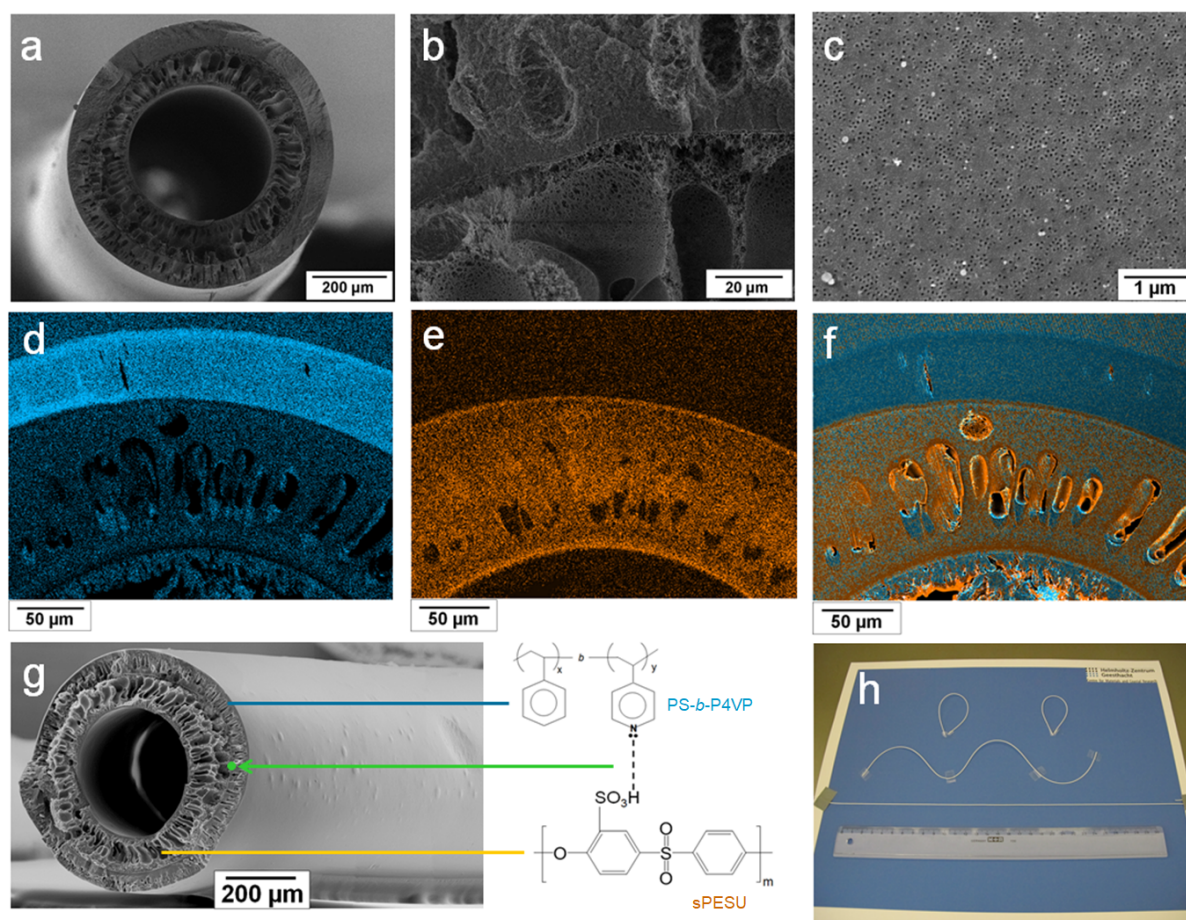 a
200 µm
b
20 µm
c
1 µm
d
50 µm
e
50 µm
f
50 µm
g
200 µm
x
b
y
N
PS-b-P4VP
SO3H
O
O
S
O
m
sPESU
h
Helmholtz-Zentrum
Geesthacht